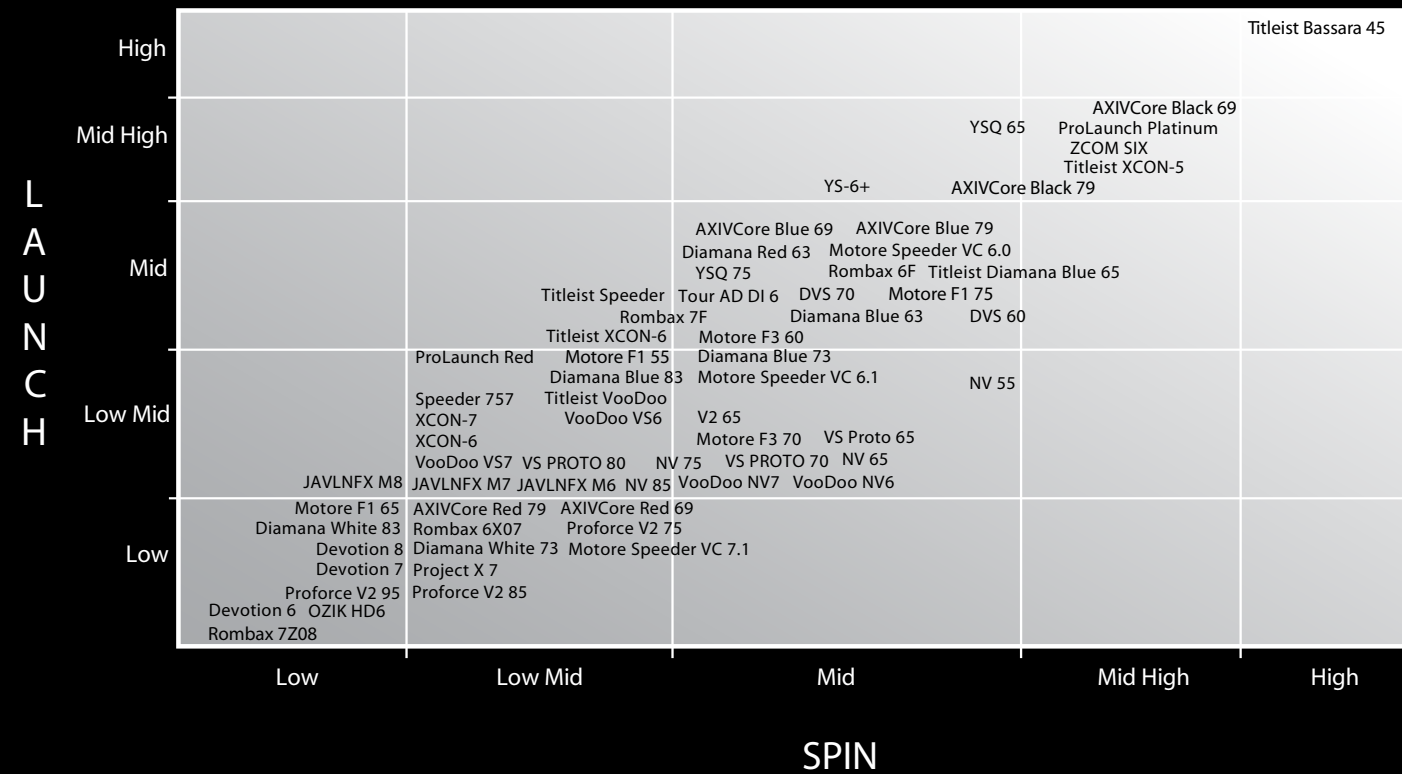 High
Titleist Bassara 45
Mid High
AXIVCore Black 69
YSQ 65
ProLaunch Platinum
ZCOM SIX
Titleist XCON-5
YS-6+
AXIVCore Black 79
LAUNCH
Mid
AXIVCore Blue 69
AXIVCore Blue 79
Diamana Red 63
Motore Speeder VC 6.0
YSQ 75
Rombax 6F
Titleist Diamana Blue 65
Titleist Speeder
Tour AD DI 6
DVS 70
Motore F1 75
Rombax 7F
Diamana Blue 63
DVS 60
Titleist XCON-6
Motore F3 60
Low Mid
ProLaunch Red
Motore F1 55
Diamana Blue 73
Diamana Blue 83
Motore Speeder VC 6.1
NV 55
Speeder 757
Titleist VooDoo
XCON-7
VooDoo VS6
V2 65
XCON-6
Motore F3 70
VS Proto 65
VooDoo VS7
VS PROTO 80
NV 75
VS PROTO 70
NV 65
JAVLNFX M8
JAVLNFX M7
JAVLNFX M6
NV 85
VooDoo NV7
VooDoo NV6
Low
Motore F1 65
AXIVCore Red 79
AXIVCore Red 69
Diamana White 83
Rombax 6X07
Proforce V2 75
Devotion 8
Diamana White 73
Motore Speeder VC 7.1
Devotion 7
Project X 7
Proforce V2 95
Proforce V2 85
Devotion 6
OZIK HD6
Rombax 7Z08
Low
Low Mid
Mid
Mid High
High
SPIN